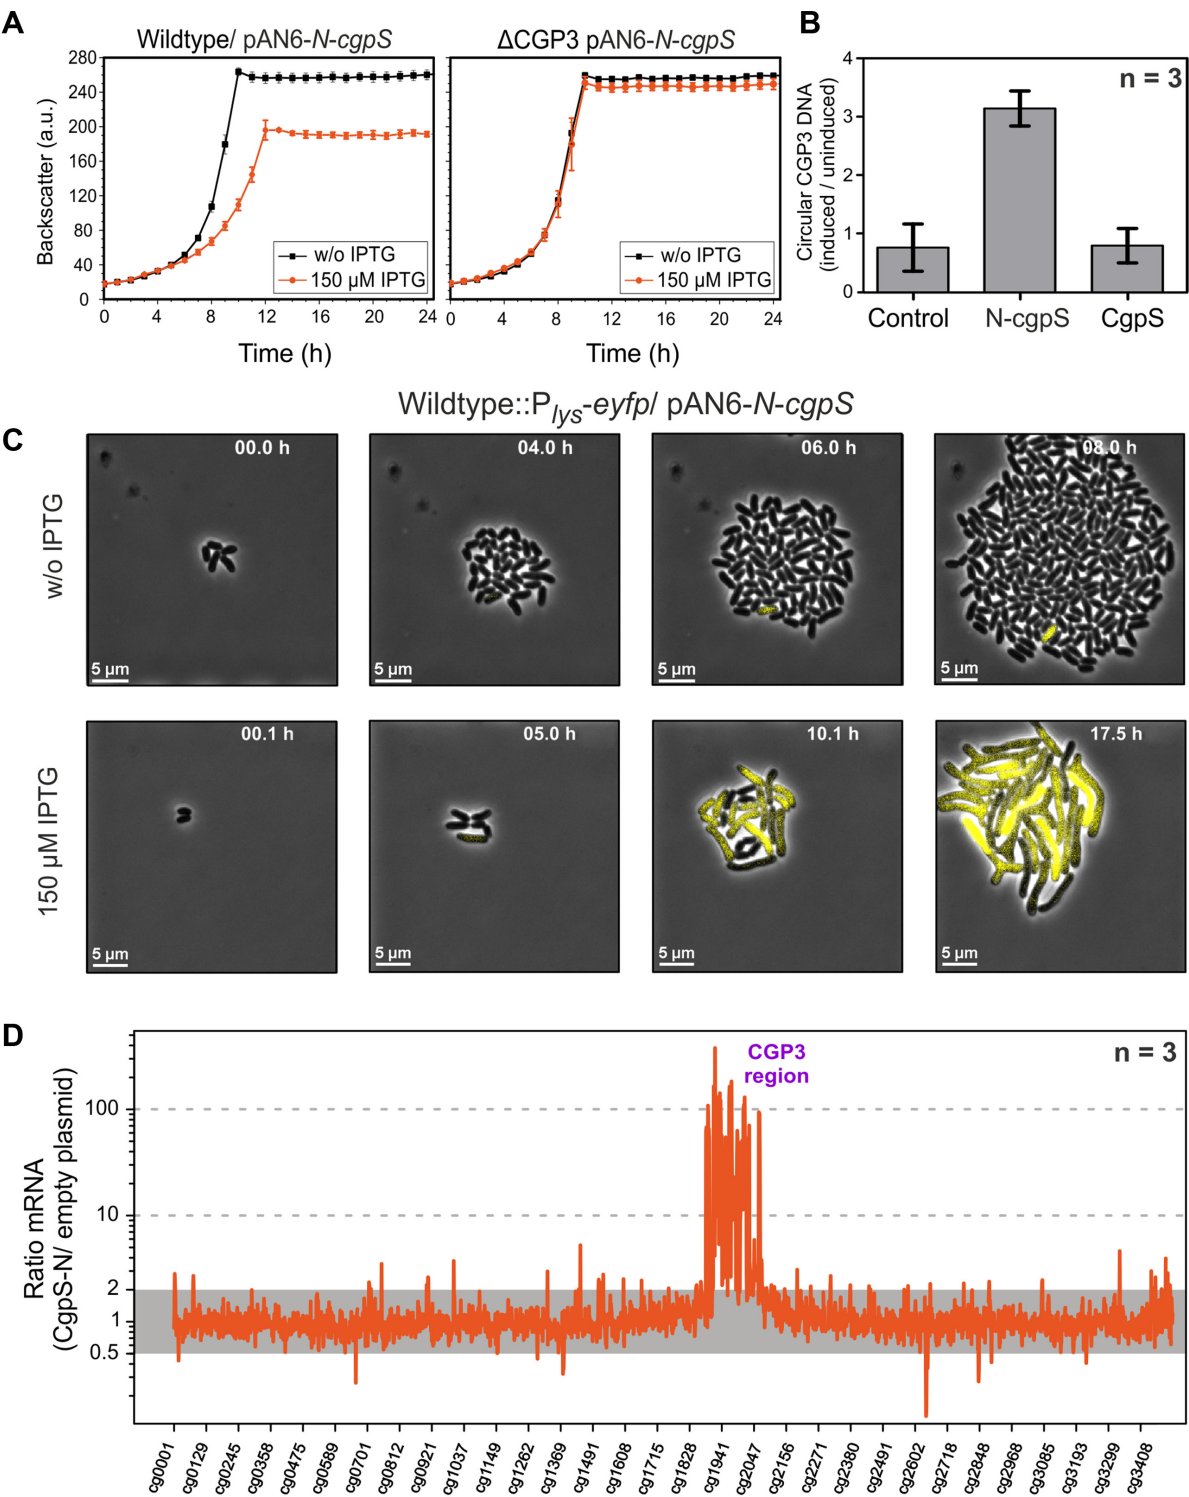 A
Wildtype/ pAN6-N-cgpS
280
240
200
160
120
80
40
0
Backscatter (a.u.)
w/o IPTG
150 µM IPTG
0 4 8 12 16 20 24
Time (h)
ΔCGP3 pAN6-N-cgpS
w/o IPTG
150 µM IPTG
0 4 8 12 16 20 24
Time (h)
B
n = 3
4
3
2
1
0
Circular CGP3 DNA
(induced / uninduced)
Control N-cgpS CgpS
Wildtype::Plys-eyfp/ pAN6-N-cgpS
C
w/o IPTG
00.0 h
5 µm
04.0 h
5 µm
06.0 h
5 µm
08.0 h
5 µm
150 µM IPTG
00.1 h
5 µm
05.0 h
5 µm
10.1 h
5 µm
17.5 h
5 µm
D
CGP3
region
n = 3
100
10
2
1
0.5
Ratio mRNA
(CgpS-N/ empty plasmid)
cg0001 cg0129 cg0245 cg0358 cg0475 cg0589 cg0701 cg0812 cg0921 cg1037 cg1149 cg1262 cg1369 cg1491 cg1608 cg1715 cg1828 cg1941 cg2047 cg2156 cg2271 cg2380 cg2491 cg2602 cg2718 cg2848 cg2968 cg3085 cg3193 cg3299 cg3408